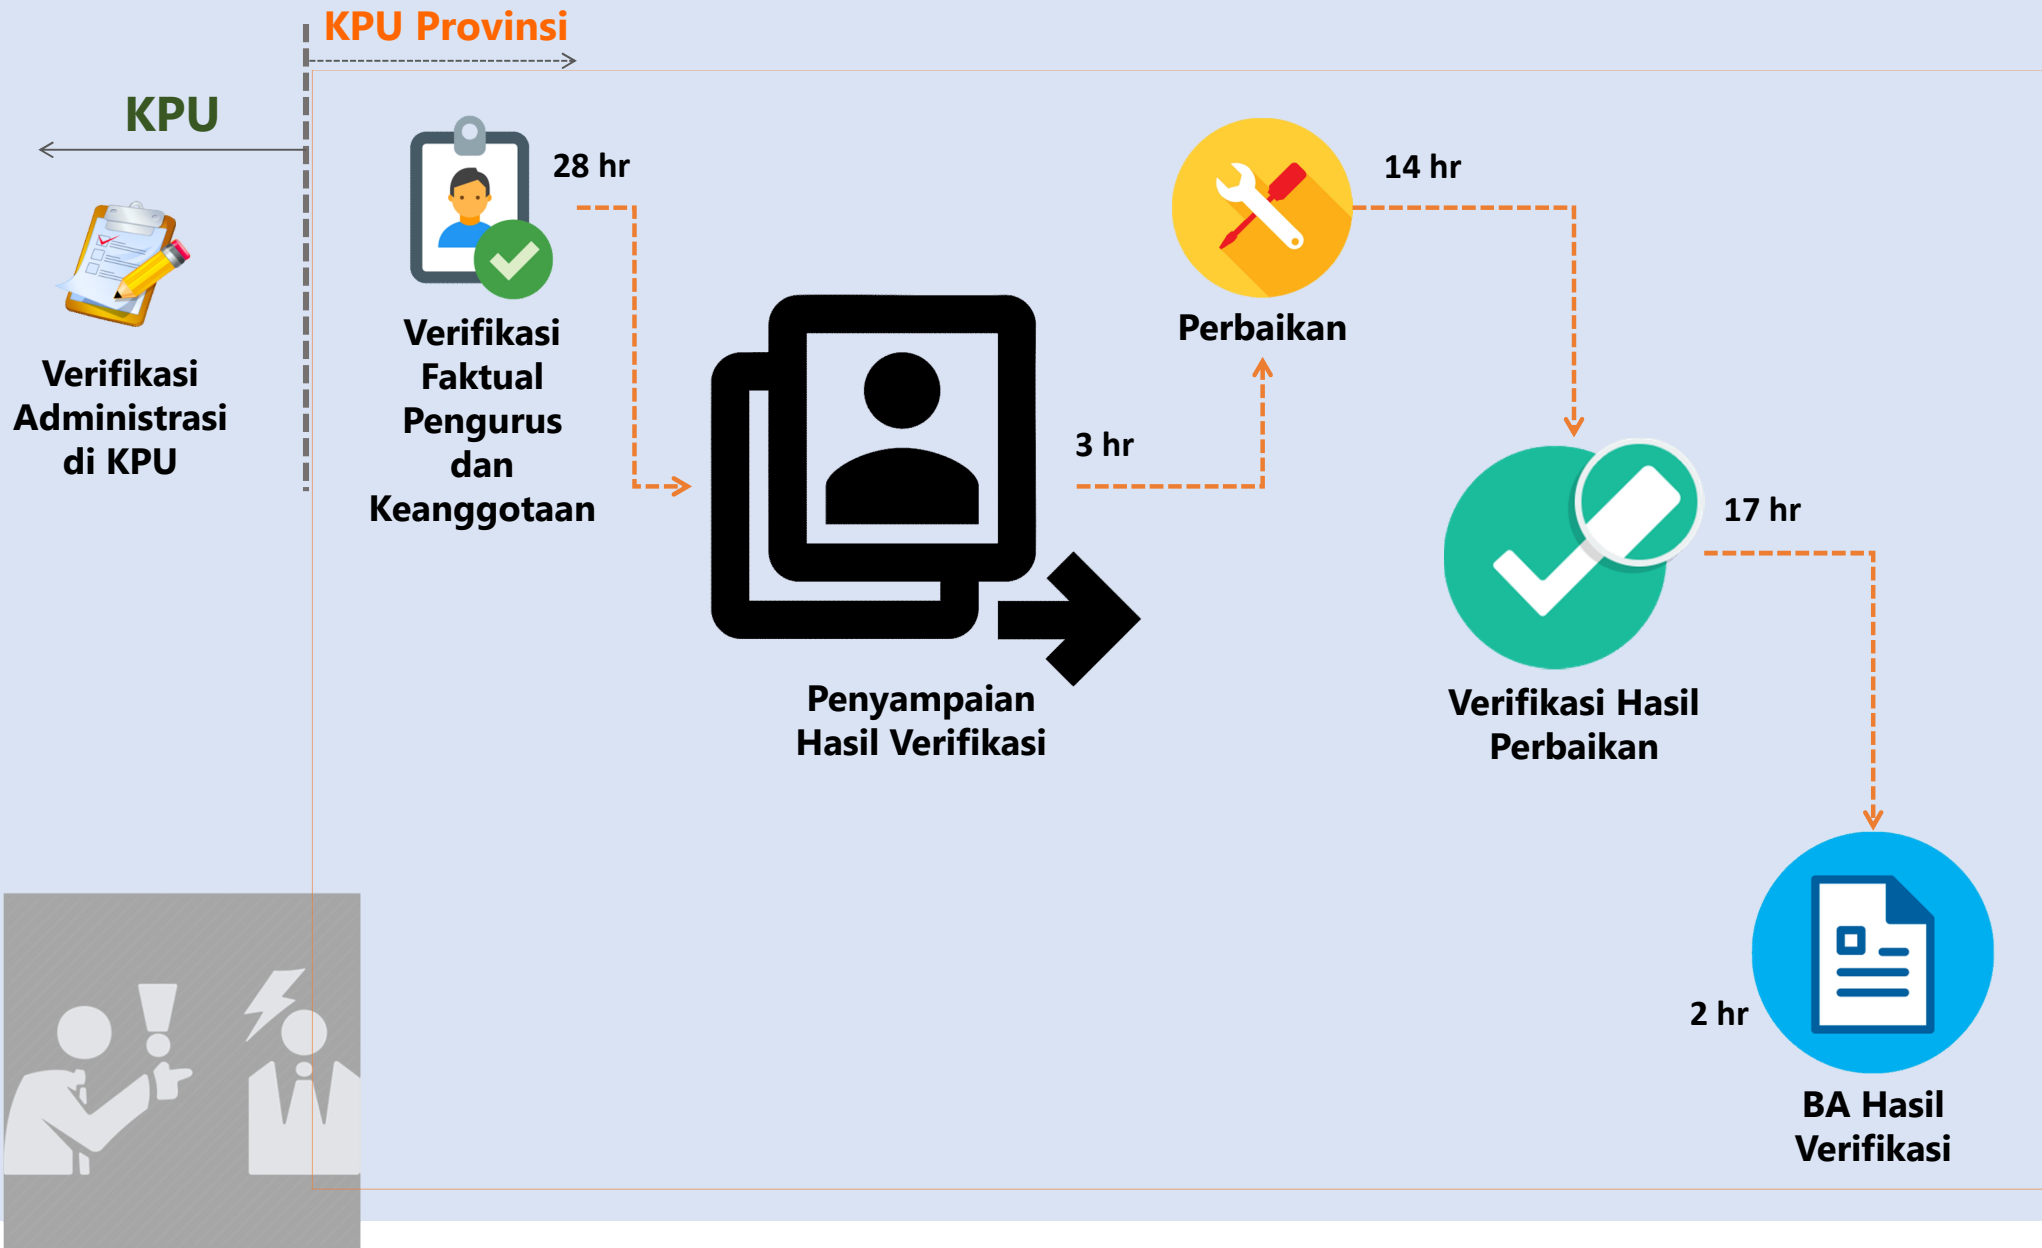 KPU Provinsi
KPU
Verifikasi
Administrasi
di KPU
28 hr
Verifikasi
Faktual
Pengurus
dan
Keanggotaan
Penyampaian
Hasil Verifikasi
3 hr
Perbaikan
14 hr
Verifikasi Hasil
Perbaikan
17 hr
2 hr
BA Hasil
Verifikasi